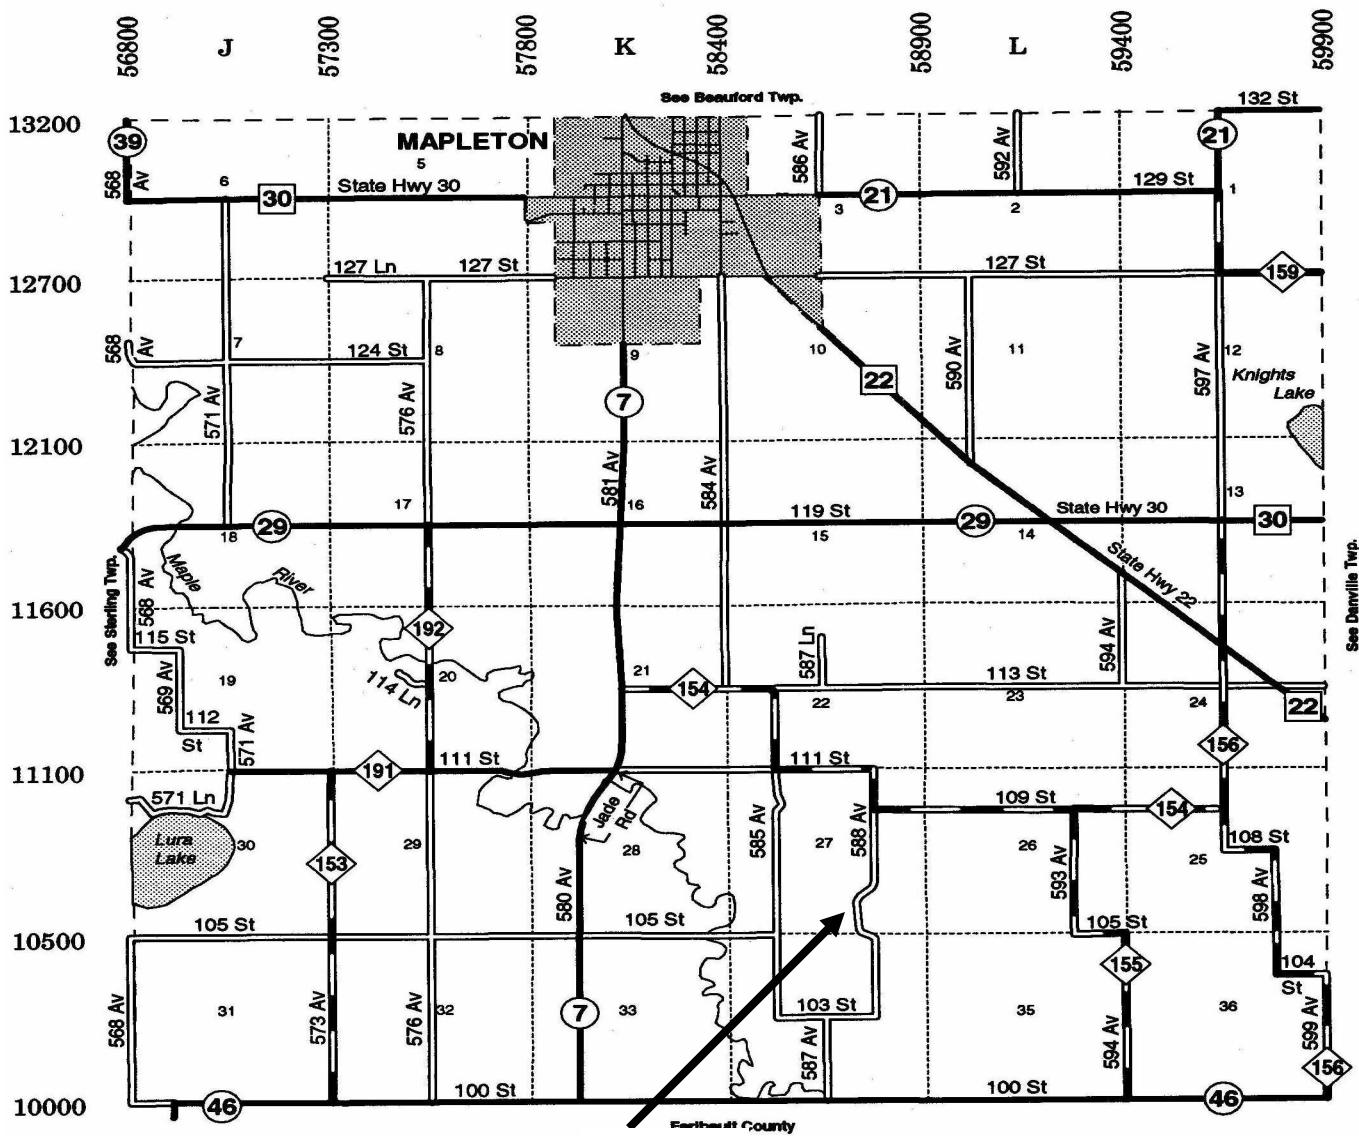 56800
J
57300
57800
K
58400
58900
L
59400
59900
See Beauford Twp.
132 St
13200
39
MAPLETON
5
586 Av
592 Av
21
568
Av
6
30
State Hwy 30
3
21
2
129 St
1
127 Ln
127 St
127 St
159
12700
568
Av
7
124 St
8
9
10
11
12
22
590 Av
597 Av
Knights
Lake
571 Av
576 Av
7
12100
581 Av
584 Av
17
16
13
119 St
State Hwy 30
29
18
15
29
14
30
See Sterling Twp.
568 Av
Maple
River
State Hwy 22
See Danville Twp.
11600
192
115 St
587 Ln
594 Av
569 Av
19
114 Ln
20
21
154
113 St
22
23
24
22
112
St
571 Av
156
191
111 St
111 St
11100
571 Ln
Jade
Rd
109 St
154
Lura
Lake
30
153
29
28
585 Av
27
588 Av
26
593 Av
25
108 St
580 Av
598 Av
105 St
105 St
105 St
10500
155
104
St
568 Av
31
573 Av
576 Av
32
7
33
103 St
587 Av
35
594 Av
36
599 Av
156
100 St
100 St
10000
46
46
Faribault County